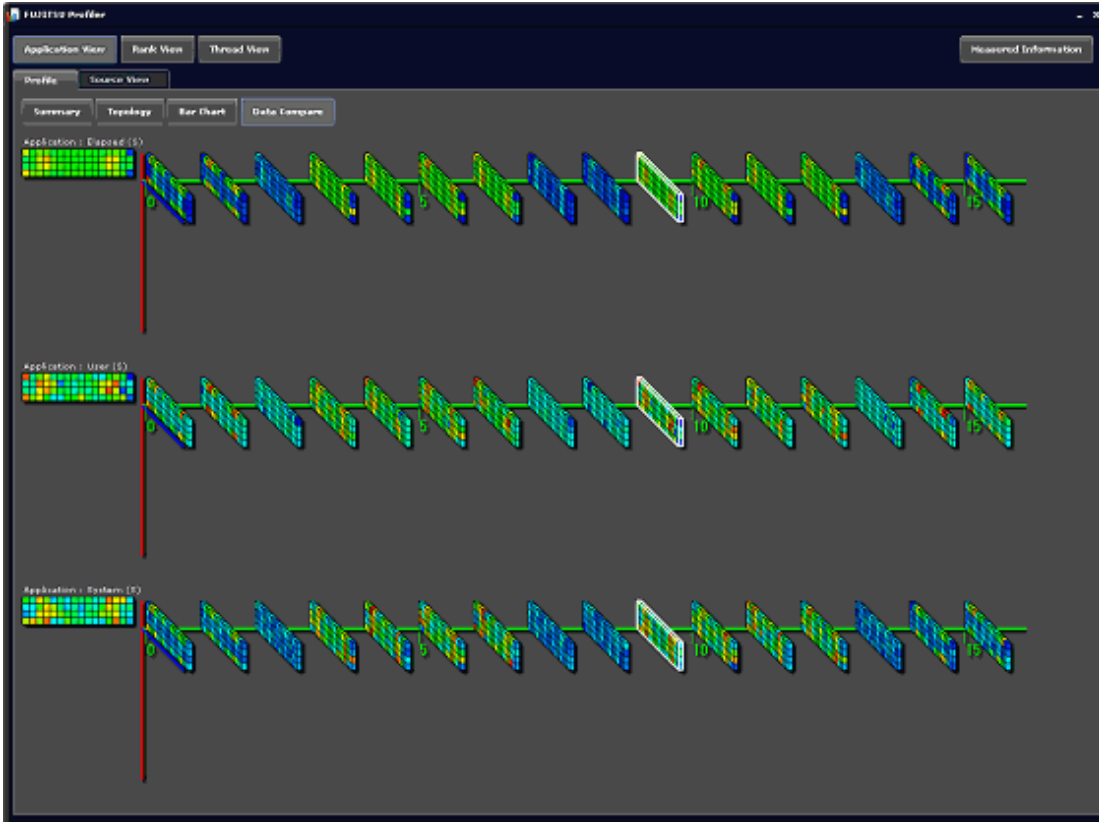 FUJITSU Profiler
Application View Rank View Thread View Measured Information
Profile Source View
Summary Topology Bar Chart Data Compare
Application : Elapsed (S)
0 5 10 15
Application : User (S)
0 5 10 15
Application : System (S)
0 5 10 15